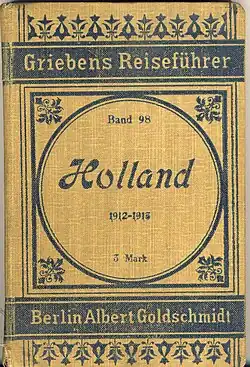 Griebens Reiseführer
Band 98
Holland
1912-1913
3 Mark
Berlin Albert Goldschmidt